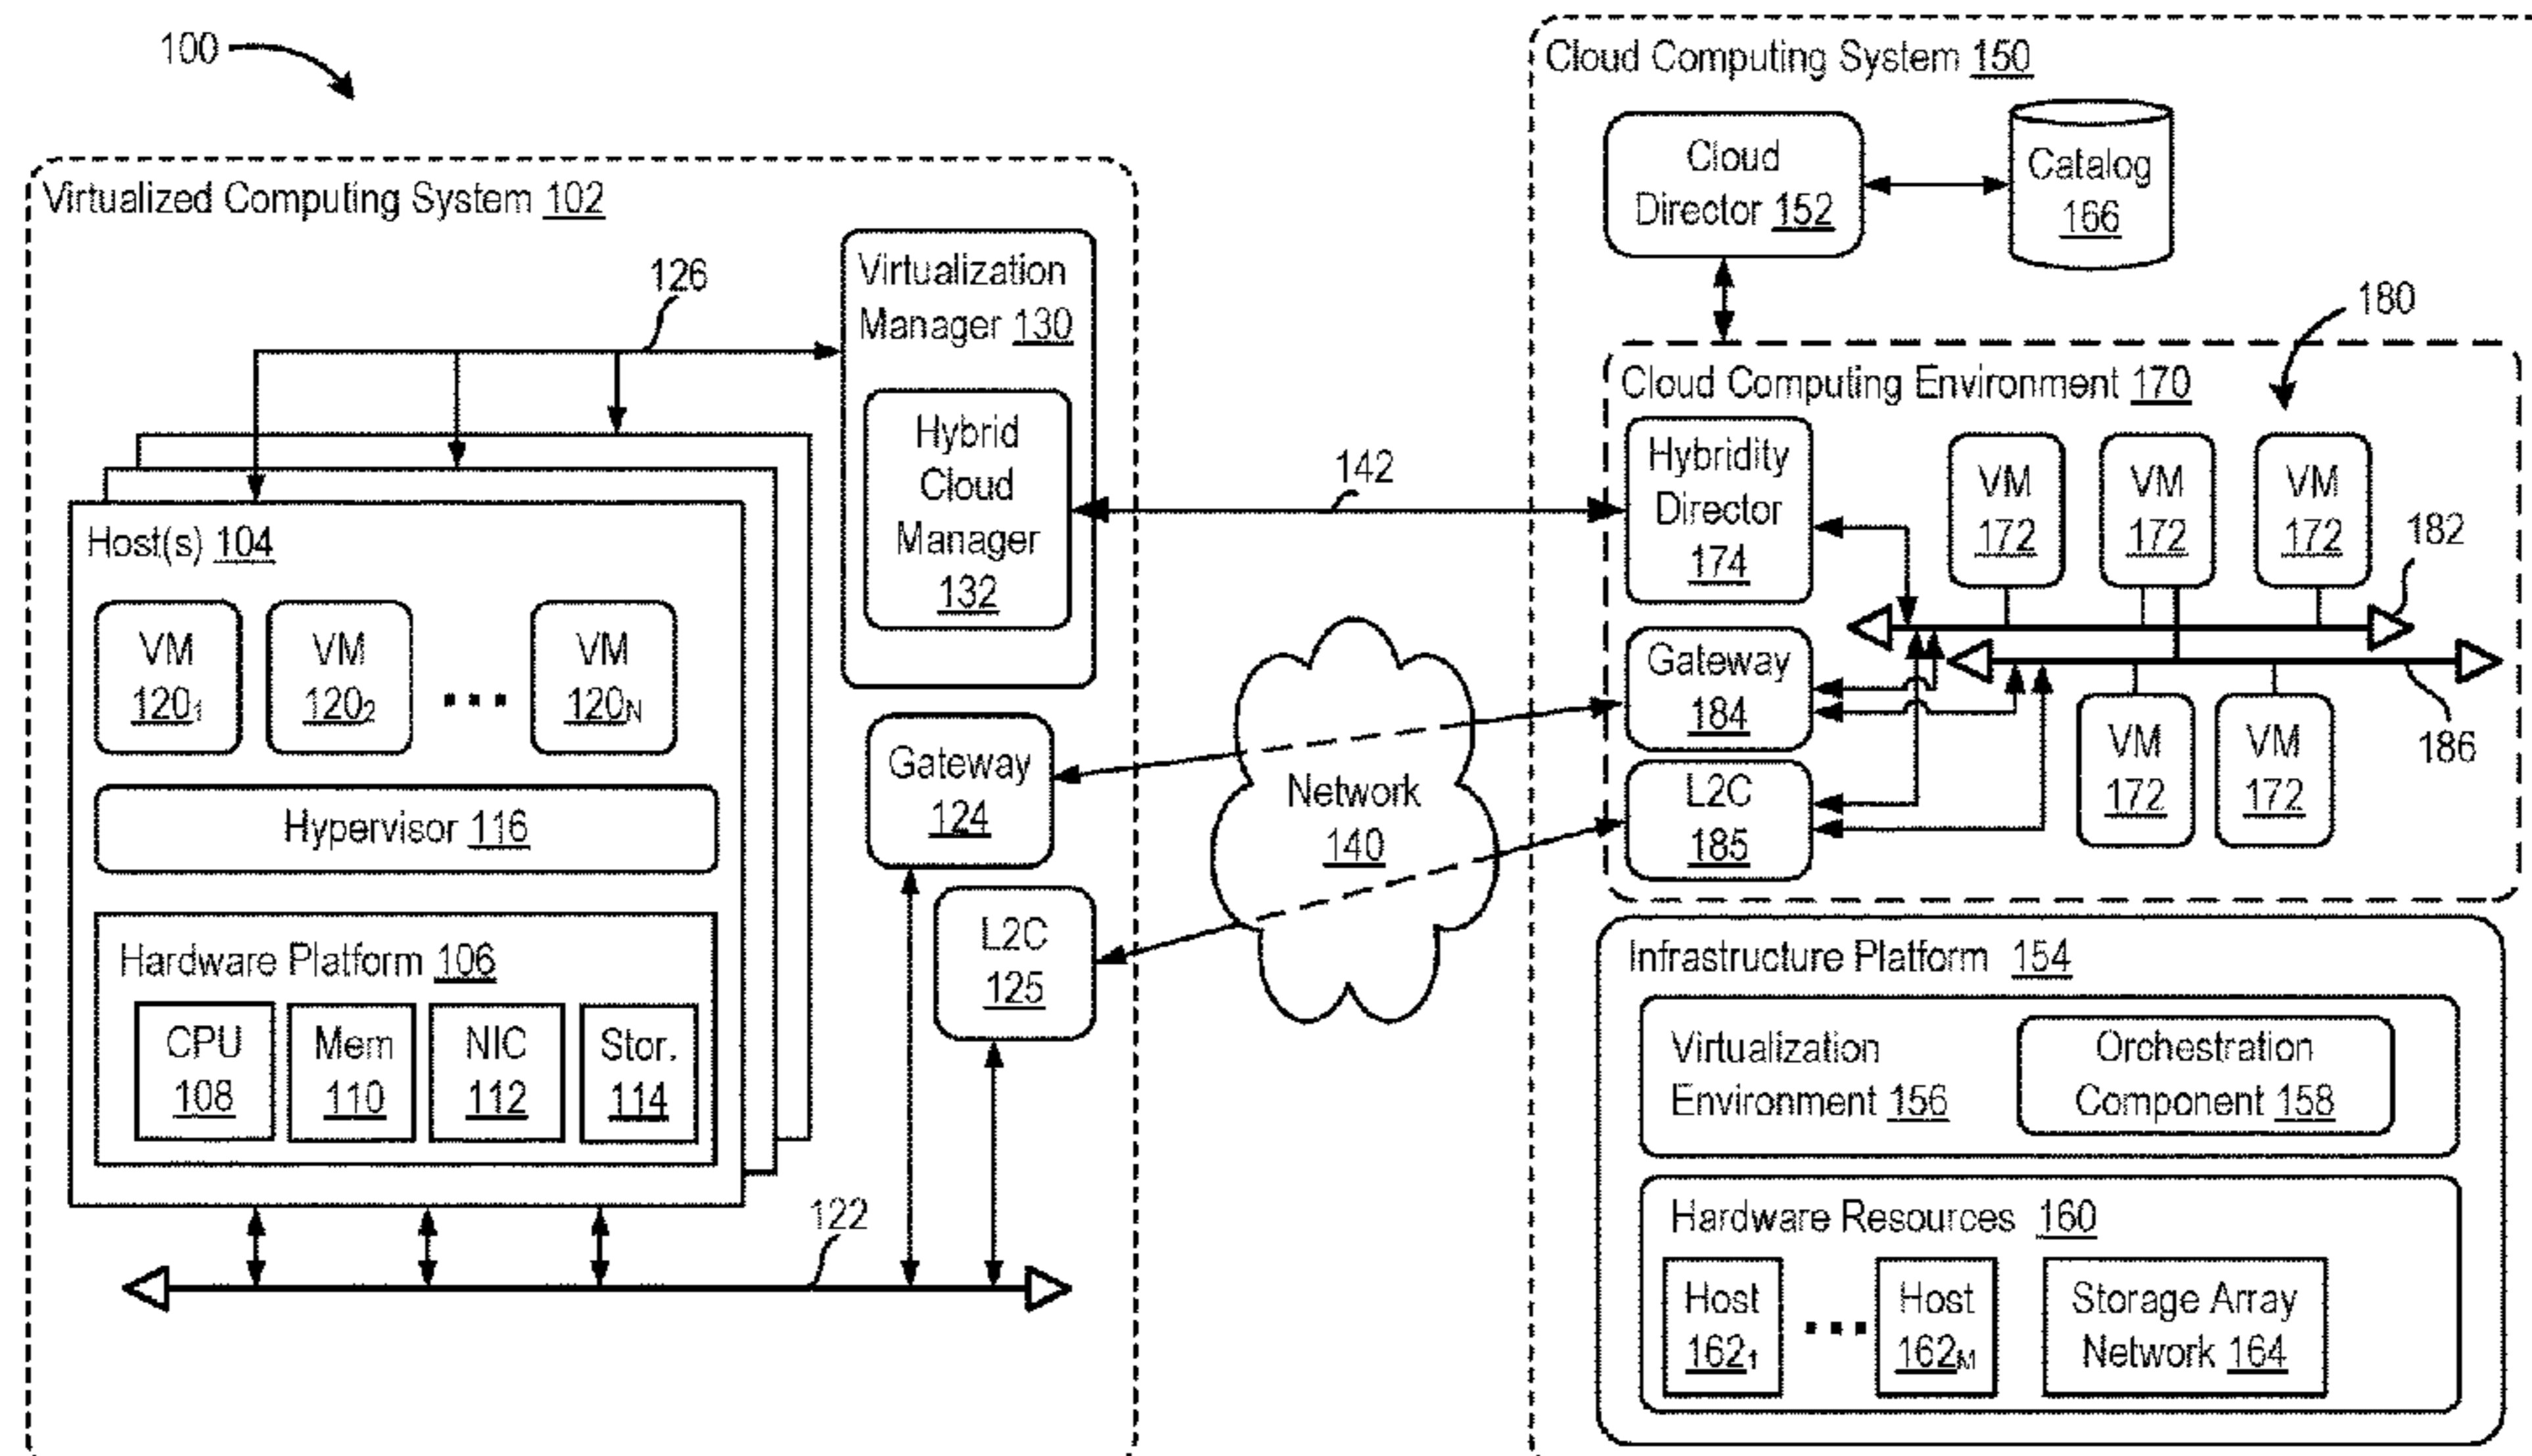 100
Virtualized Computing System 102
126
Virtualization
Manager 130
Hybrid
Cloud
Manager
132
Host(s) 104
VM
120₁
VM
120₂
...
VM
120N
Hypervisor 116
Hardware Platform 106
CPU
108
Mem
110
NIC
112
Stor.
114
Gateway
124
L2C
125
122
142
Network
140
Cloud Computing System 150
Cloud
Director 152
Catalog
166
180
Cloud Computing Environment 170
Hybridity
Director
174
VM
172
VM
172
VM
172
182
Gateway
184
L2C
185
VM
172
VM
172
186
Infrastructure Platform 154
Virtualization
Environment 156
Orchestration
Component 158
Hardware Resources 160
Host
162₁
...
Host
162M
Storage Array
Network 164